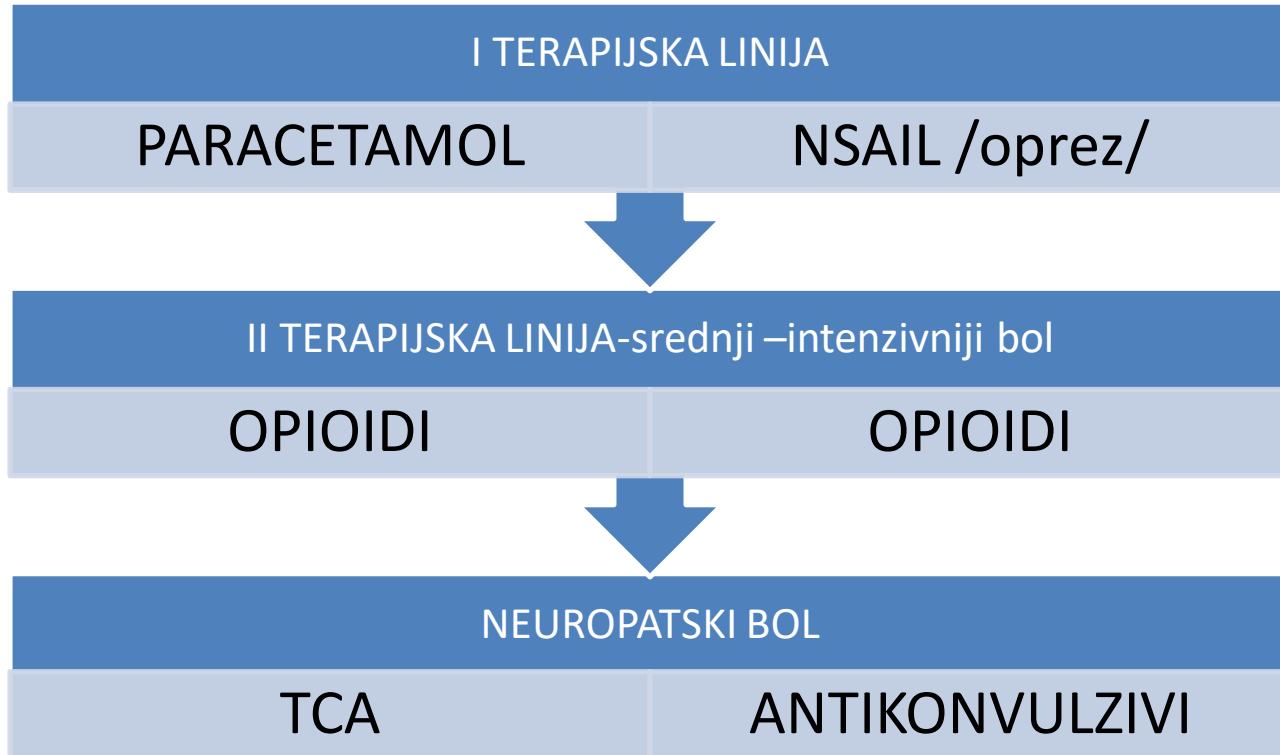 I TERAPIJSKA LINIJA
PARACETAMOL NSAIL /oprez/
II TERAPIJSKA LINIJA-srednji –intenzivniji bol
OPIOIDI OPIOIDI
NEUROPATSKI BOL
TCA ANTIKONVULZIVI